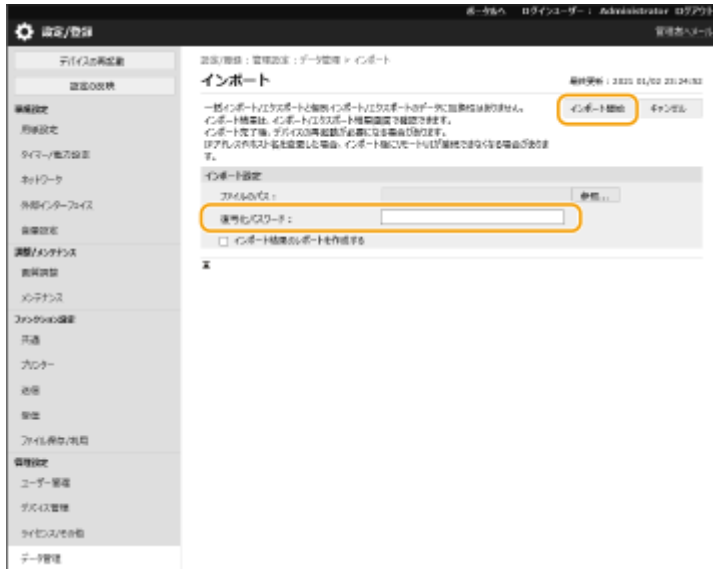 ポータルへ ログインユーザー： Administrator ログアウト
設定/登録
管理者へメール
デバイスの再起動
設定の反映
環境設定
用紙設定
タイマー/電力設定
ネットワーク
外部インターフェイス
音量設定
調整/メンテナンス
画質調整
メンテナンス
ファンクション設定
共通
プリンター
送信
受信
ファイル保存/利用
管理設定
ユーザー管理
デバイス管理
ライセンス/その他
データ管理
設定/登録：管理設定：データ管理 > インポート
インポート
最終更新：2021 01/02 23:24:52
一括インポート/エクスポートと個別インポート/エクスポートのデータに互換性はありません。
インポート結果は、インポート/エクスポート結果画面で確認できます。
インポート完了後、デバイスの再起動が必要になる場合があります。
IPアドレスやホスト名を変更した場合、インポート後にリモートUIが接続できなくなる場合がありま
す。
インポート開始
キャンセル
インポート設定
ファイルのパス：
参照...
復号化パスワード：
インポート結果のレポートを作成する